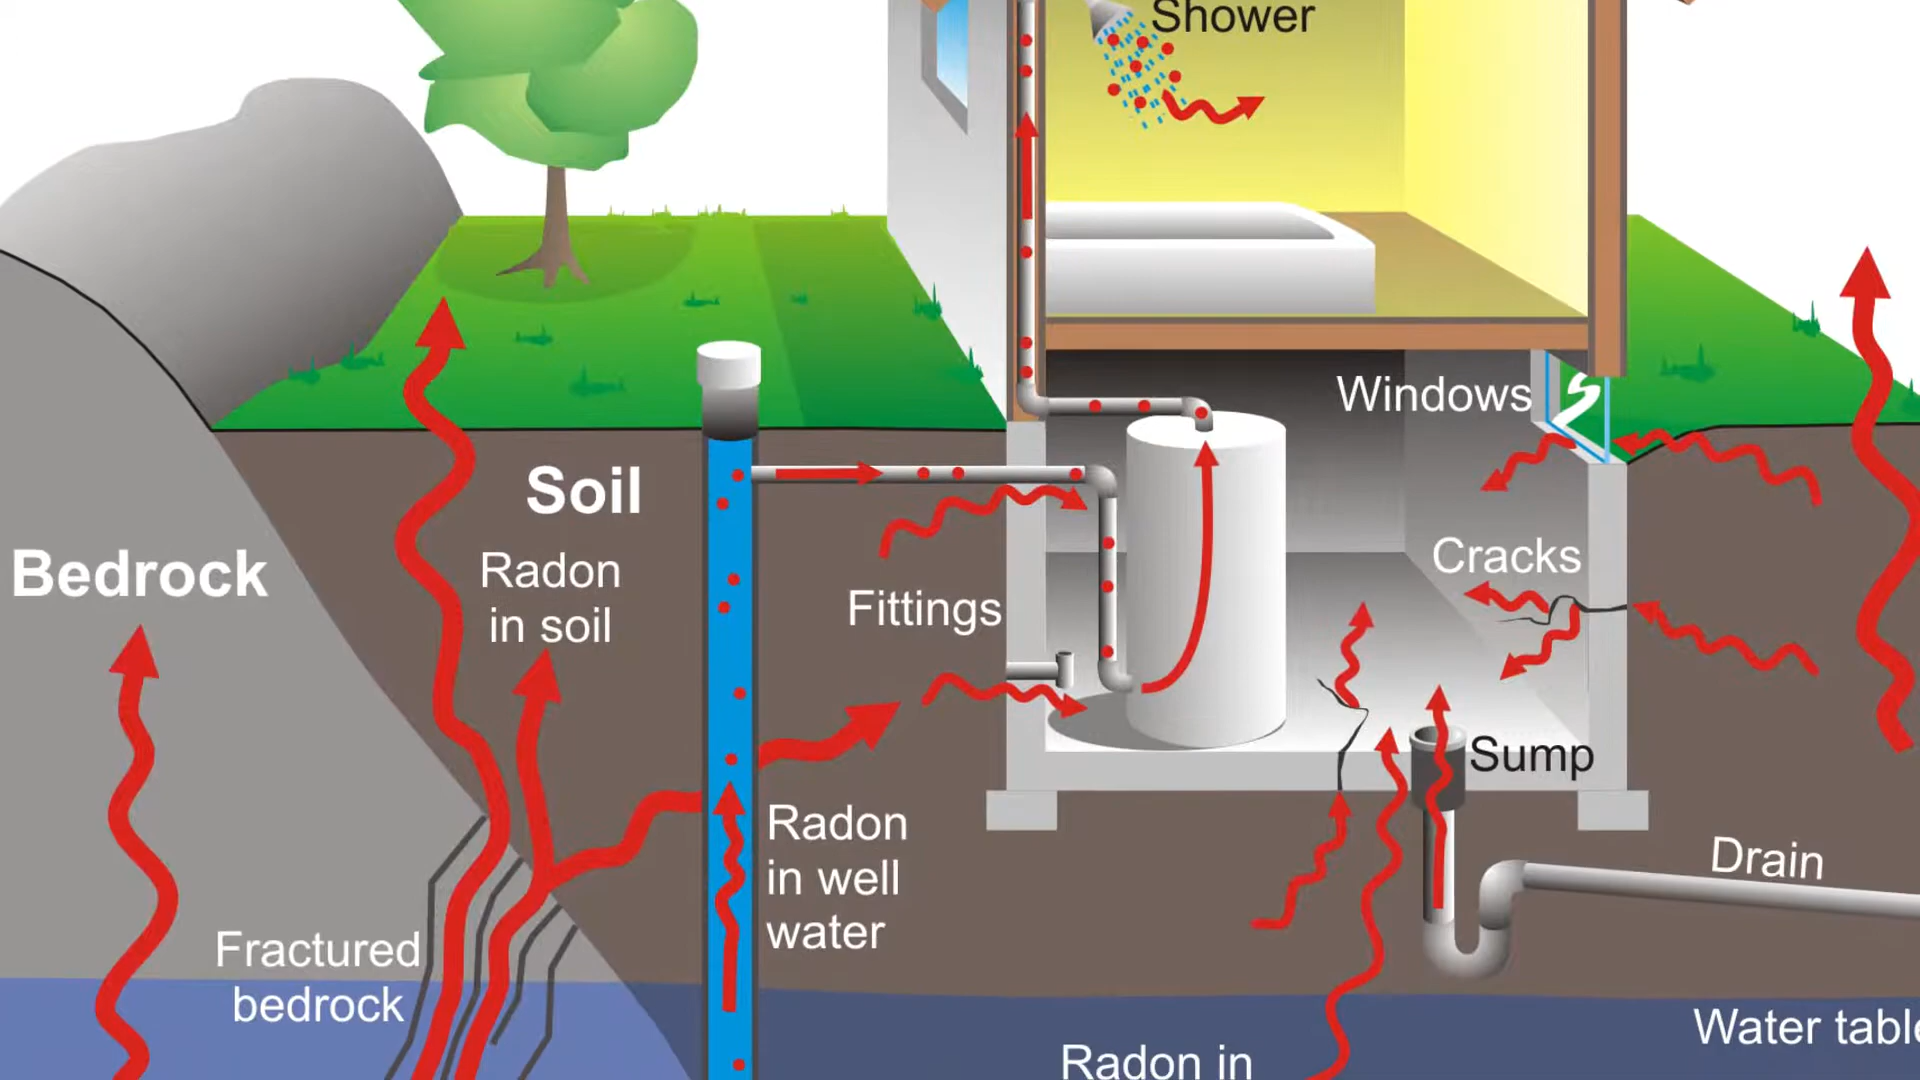 Shower
Windows
Soil
Radon
in soil
Bedrock
Cracks
Fittings
Sump
Radon
in well
water
Drain
Fractured
bedrock
Water table
Radon in